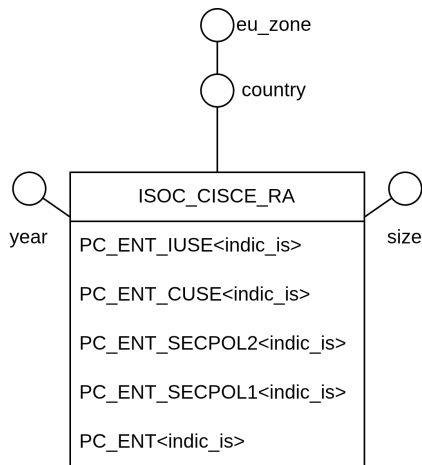 eu_zone
country
ISOC_CISCE_RA
year
size
PC_ENT_IUSE<indic_is>
PC_ENT_CUSE<indic_is>
PC_ENT_SECPOL2<indic_is>
PC_ENT_SECPOL1<indic_is>
PC_ENT<indic_is>